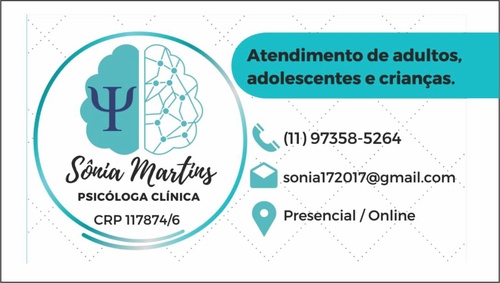 Atendimento de adultos,
adolescentes e crianças.
Ψ
Sônia Martins
PSICÓLOGA CLÍNICA
CRP 117874/6
(11) 97358-5264
sonia172017@gmail.com
Presencial / Online